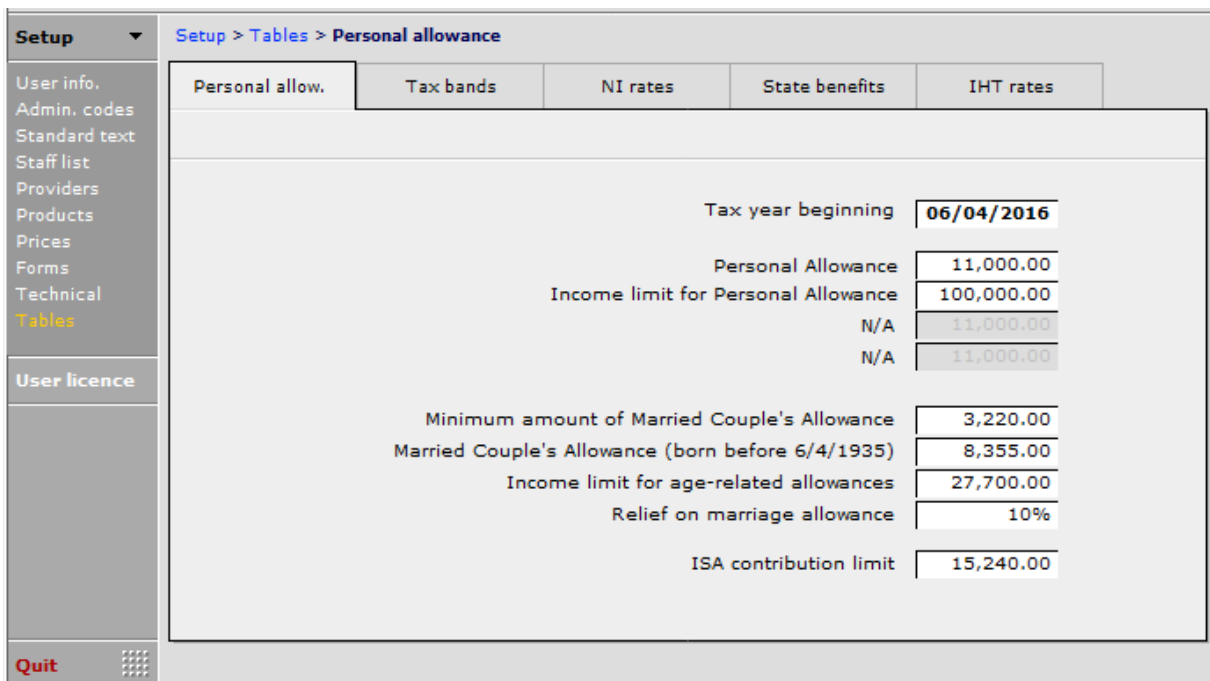 Setup
Setup > Tables > Personal allowance
User info.
Admin. codes
Standard text
Staff list
Providers
Products
Prices
Forms
Technical
Tables
User licence
Quit
Personal allow. Tax bands NI rates State benefits IHT rates
Tax year beginning 06/04/2016
Personal Allowance 11,000.00
Income limit for Personal Allowance 100,000.00
N/A 11,000.00
N/A 11,000.00
Minimum amount of Married Couple's Allowance 3,220.00
Married Couple's Allowance (born before 6/4/1935) 8,355.00
Income limit for age-related allowances 27,700.00
Relief on marriage allowance 10%
ISA contribution limit 15,240.00